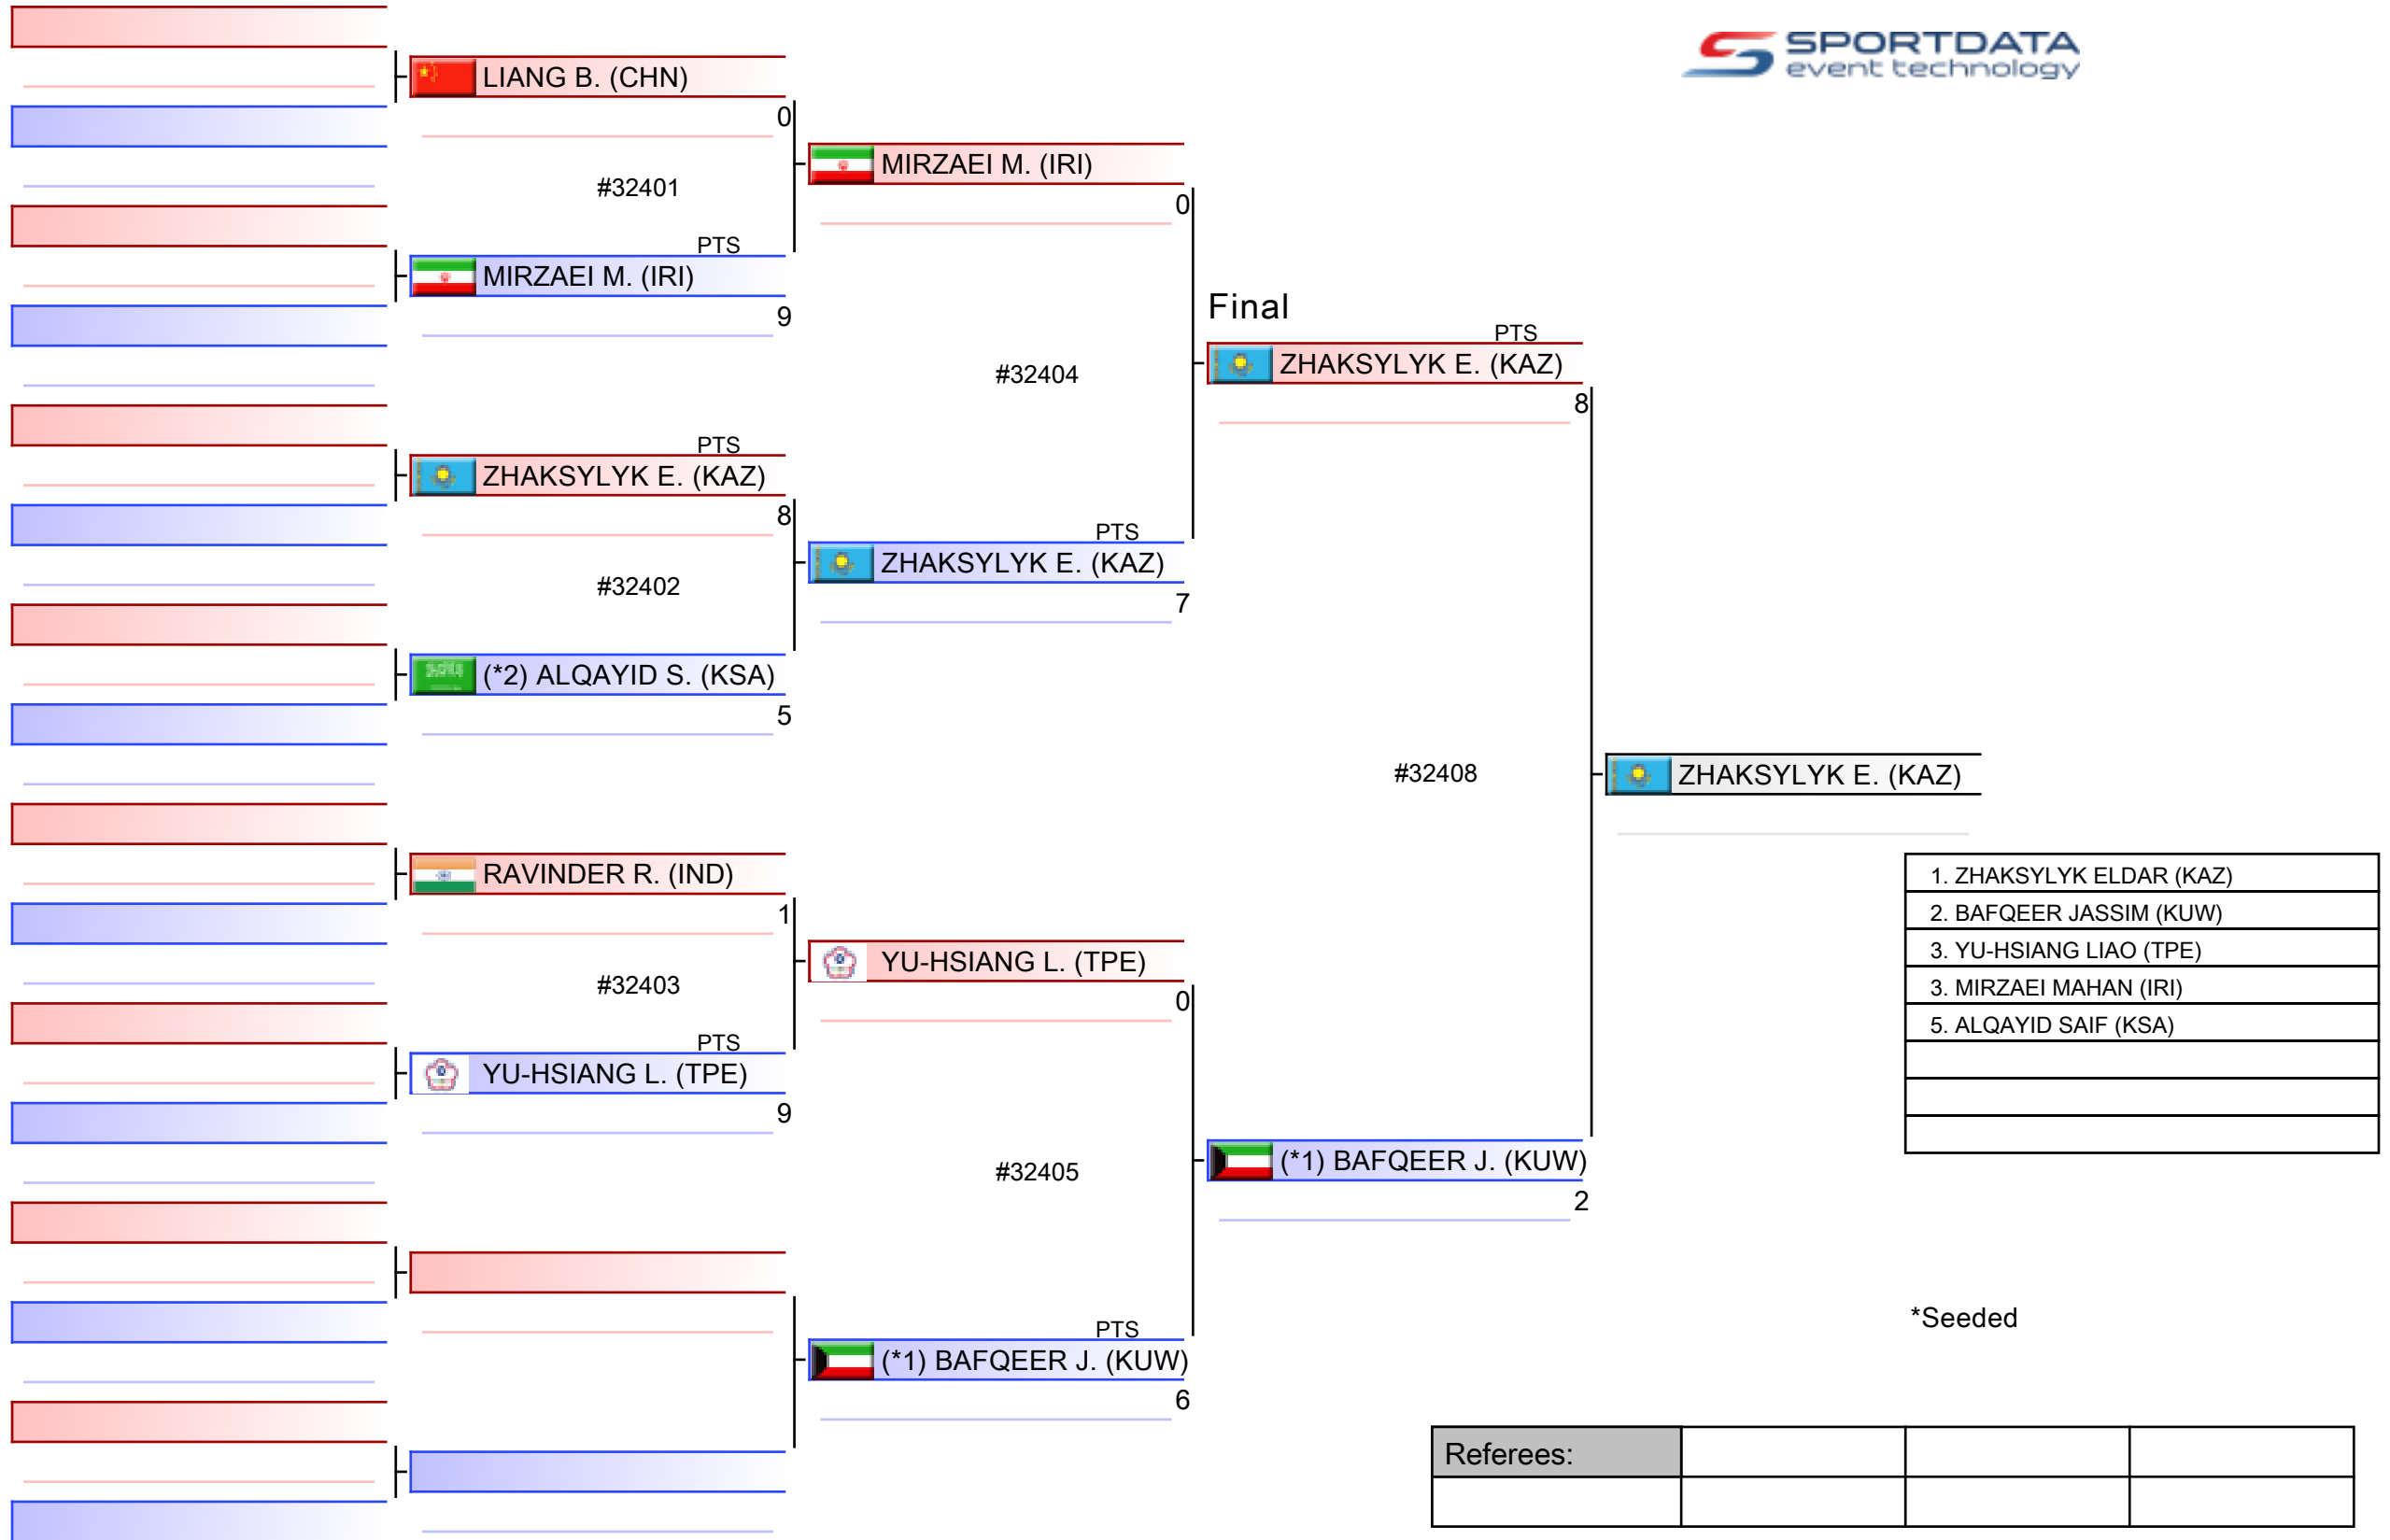 SPORTDATA
event technology
LIANG B. (CHN)
0
#32401
PTS
MIRZAEI M. (IRI)
9
PTS
ZHAKSYLYK E. (KAZ)
8
#32402
(*2) ALQAYID S. (KSA)
5
RAVINDER R. (IND)
1
#32403
PTS
YU-HSIANG L. (TPE)
9
MIRZAEI M. (IRI)
0
#32404
PTS
ZHAKSYLYK E. (KAZ)
7
YU-HSIANG L. (TPE)
0
#32405
PTS
(*1) BAFQEER J. (KUW)
6
Final
PTS
ZHAKSYLYK E. (KAZ)
8
#32408
(*1) BAFQEER J. (KUW)
2
ZHAKSYLYK E. (KAZ)
1. ZHAKSYLYK ELDAR (KAZ)
2. BAFQEER JASSIM (KUW)
3. YU-HSIANG LIAO (TPE)
3. MIRZAEI MAHAN (IRI)
5. ALQAYID SAIF (KSA)
*Seeded
Referees: